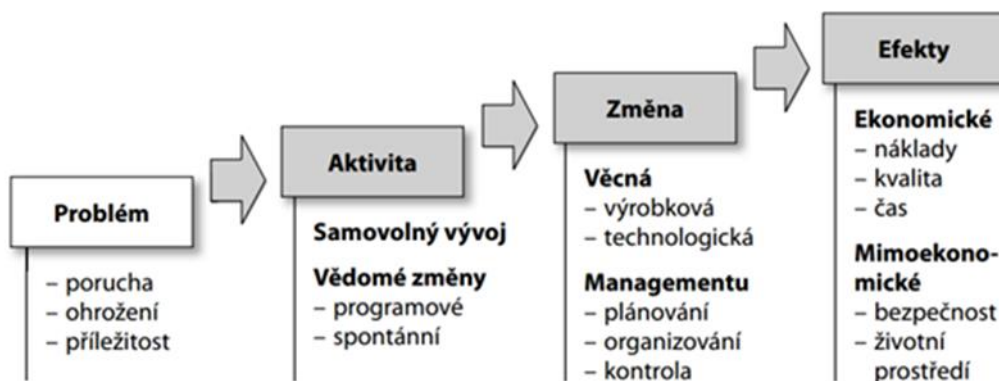 Problém
– porucha
– ohrožení
– příležitost
Aktivita
Samovolný vývoj
Vědomé změny
– programové
– spontánní
Změna
Věcná
– výrobková
– technologická
Managementu
– plánování
– organizování
– kontrola
Efekty
Ekonomické
– náklady
– kvalita
– čas
Mimoekono-
mické
– bezpečnost
– životní
prostředí